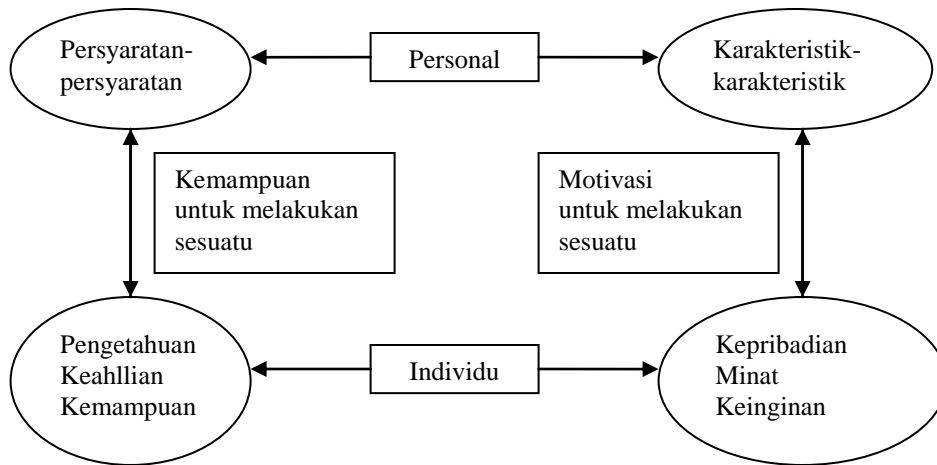 Persyaratan-
persyaratan
Personal
Karakteristik-
karakteristik
Kemampuan
untuk melakukan
sesuatu
Motivasi
untuk melakukan
sesuatu
Pengetahuan
Keahllian
Kemampuan
Individu
Kepribadian
Minat
Keinginan